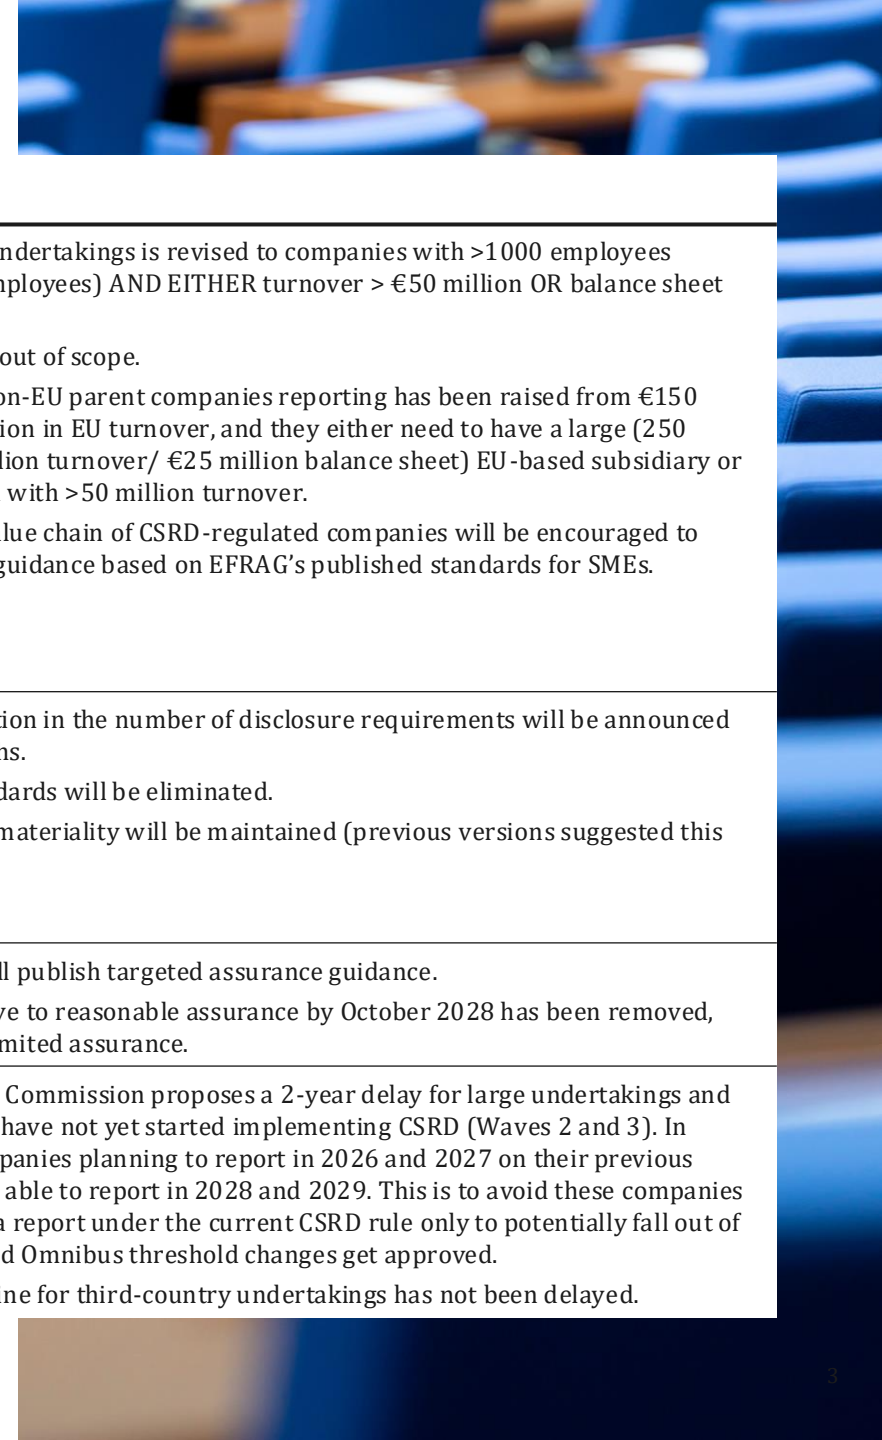 ndertakings is revised to companies with >1000 employees
mployees) AND EITHER turnover > €50 million OR balance sheet
out of scope.
on-EU parent companies reporting has been raised from €150
ion in EU turnover, and they either need to have a large (250
lion turnover/ €25 million balance sheet) EU-based subsidiary or
with >50 million turnover.
lue chain of CSRD-regulated companies will be encouraged to
guidance based on EFRAG’s published standards for SMEs.
tion in the number of disclosure requirements will be announced
ns.
dards will be eliminated.
materiality will be maintained (previous versions suggested this
ll publish targeted assurance guidance.
ve to reasonable assurance by October 2028 has been removed,
mited assurance.
Commission proposes a 2-year delay for large undertakings and
have not yet started implementing CSRD (Waves 2 and 3). In
panies planning to report in 2026 and 2027 on their previous
able to report in 2028 and 2029. This is to avoid these companies
a report under the current CSRD rule only to potentially fall out of
d Omnibus threshold changes get approved.
ine for third-country undertakings has not been delayed.
3